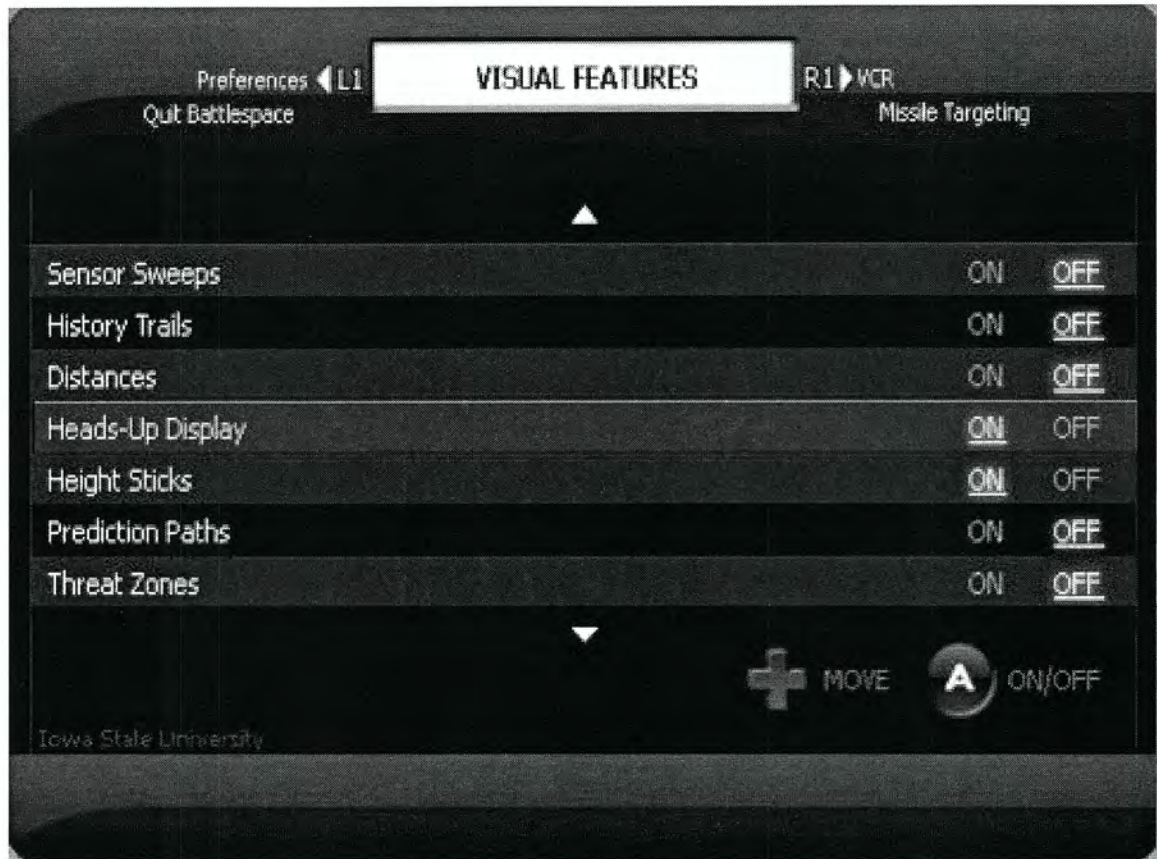 Preferences L1 VISUAL FEATURES R1 VCR
Quit Battlespace Missile Targeting
Sensor Sweeps ON OFF
History Trails ON OFF
Distances ON OFF
Heads-Up Display ON OFF
Height Sticks ON OFF
Prediction Paths ON OFF
Threat Zones ON OFF
MOVE A ON/OFF
Iowa State University